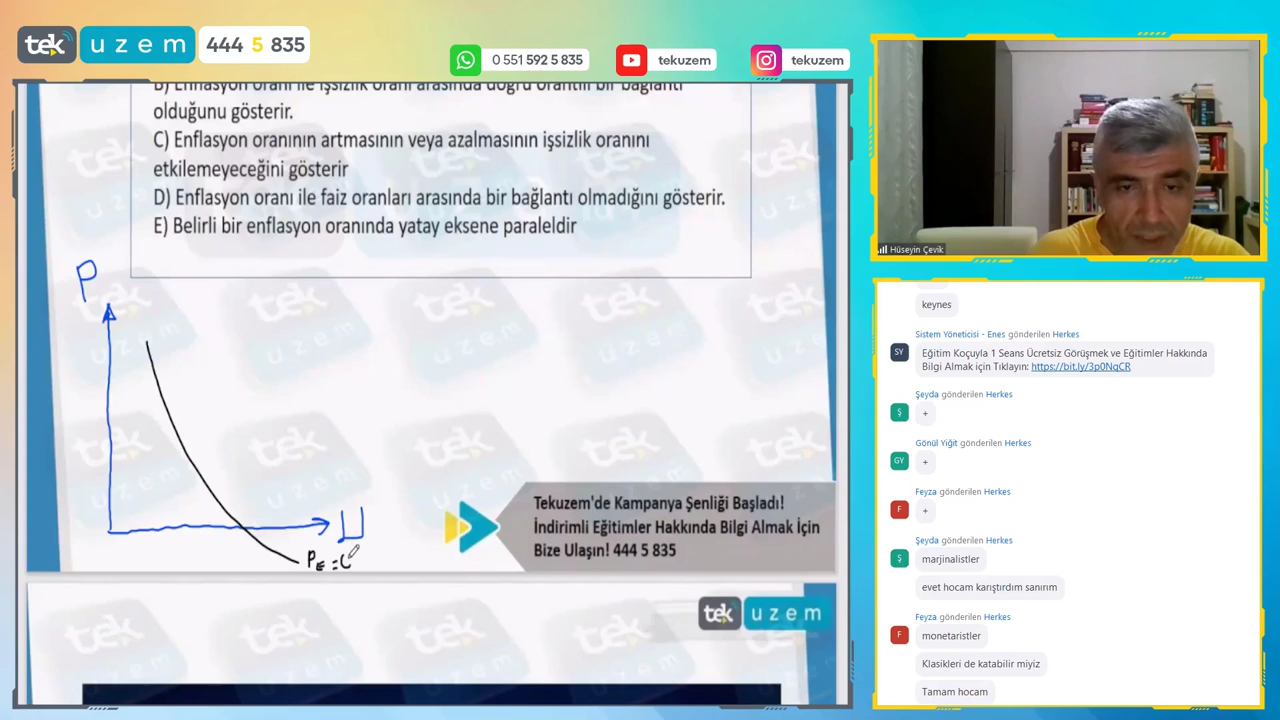 tek uzem 444 5 835
0 551 592 5 835
tekuzem
tekuzem
B) Enflasyon oranı ile işsizlik oranı arasında doğru orantılı bir bağlantı
olduğunu gösterir.
C) Enflasyon oranının artmasının veya azalmasının işsizlik oranını
etkilemeyeceğini gösterir
D) Enflasyon oranı ile faiz oranları arasında bir bağlantı olmadığını gösterir.
E) Belirli bir enflasyon oranında yatay eksene paraleldir
P
U
Tekuzem'de Kampanya Şenliği Başladı!
İndirimli Eğitimler Hakkında Bilgi Almak İçin
Bize Ulaşın! 444 5 835
tek uzem
Hüseyin Çevik
keynes
Sistem Yöneticisi - Enes gönderilen Herkes
SY
Eğitim Koçuyla 1 Seans Ücretsiz Görüşmek ve Eğitimler Hakkında
Bilgi Almak için Tıklayın: https://bit.ly/3p0NqCR
Şeyda gönderilen Herkes
Ş
+
Gönül Yiğit gönderilen Herkes
GY
+
Feyza gönderilen Herkes
F
+
Şeyda gönderilen Herkes
Ş
marjinalistler
evet hocam karıştırdım sanırım
Feyza gönderilen Herkes
F
monetaristler
Klasikleri de katabilir miyiz
Tamam hocam